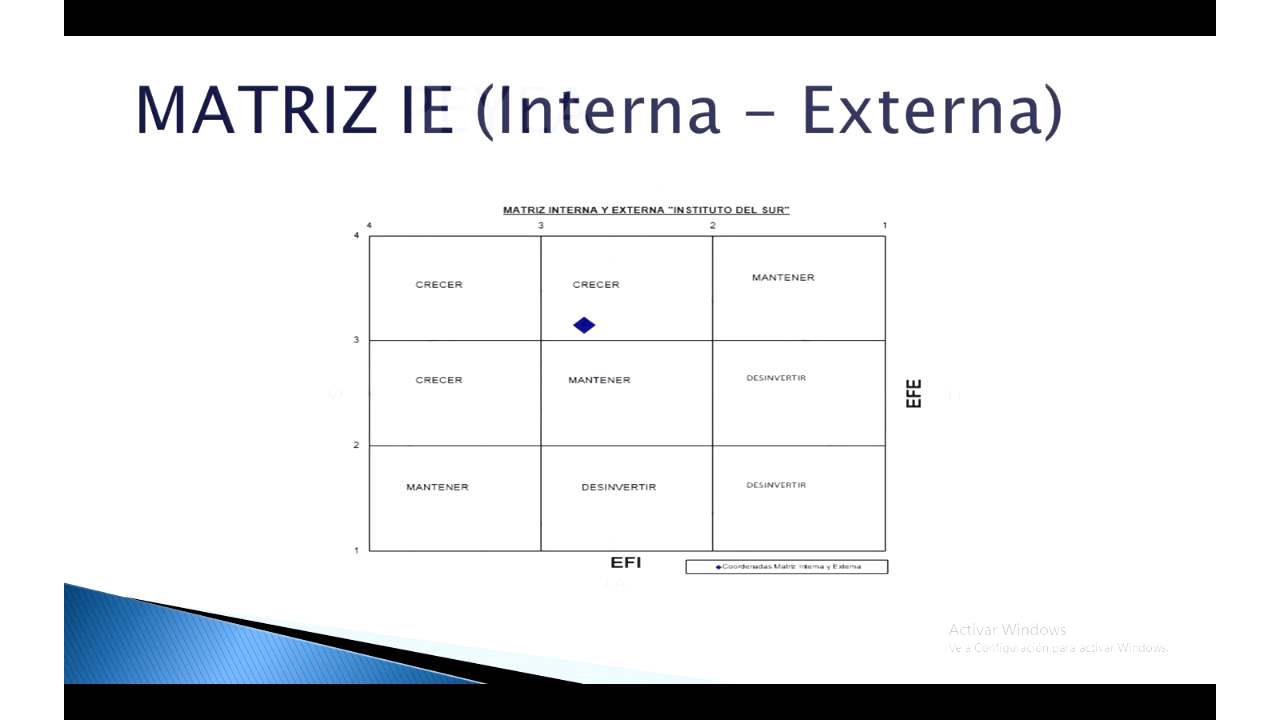 MATRIZ IE (Interna - Externa)
MATRIZ INTERNA Y EXTERNA "INSTITUTO DEL SUR"
4 3 2 1
4
CRECER CRECER MANTENER
3
CRECER MANTENER DESINVERTIR
EFE
2
MANTENER DESINVERTIR DESINVERTIR
1
EFI
Coordenadas Matriz Interna y Externa
Activar Windows
Ve a Configuración para activar Windows.